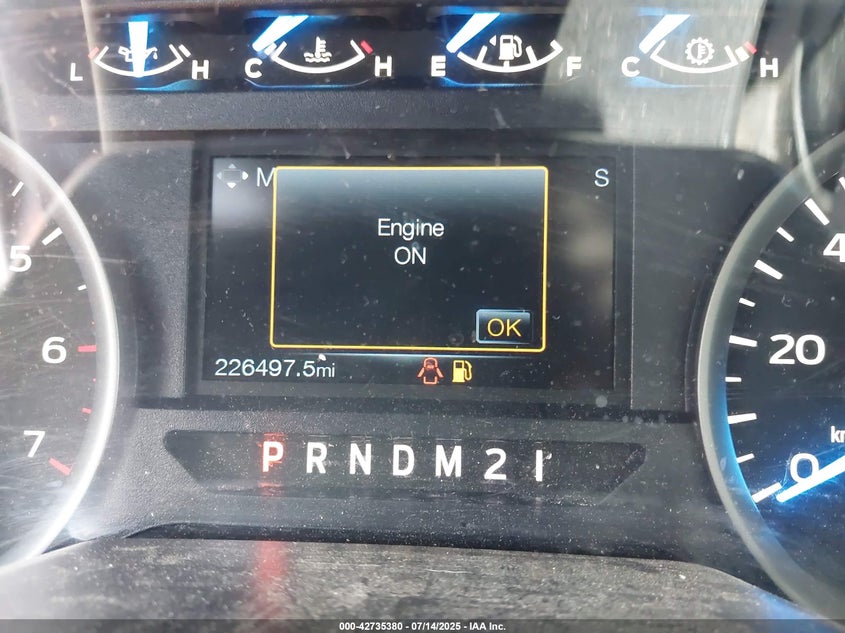 L H C H E F C H
M S
Engine
ON
OK
226497.5mi
5
6
7
4
20
0
km
P R N D M 2 1
000-42735380 - 07/14/2025 - IAA Inc.